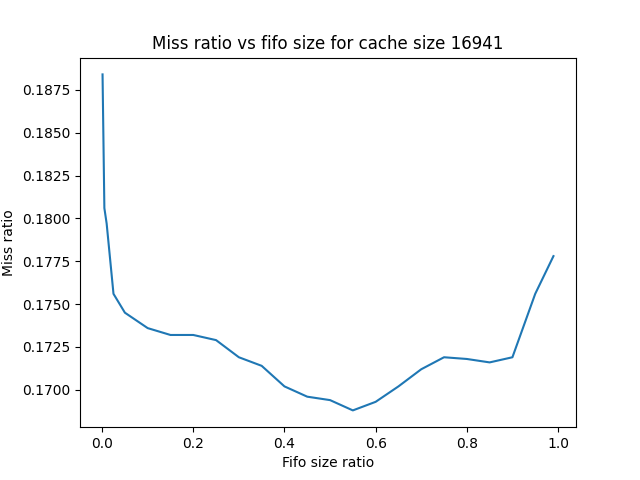 Miss ratio vs fifo size for cache size 16941
0.1875
0.1850
0.1825
0.1800
0.1775
0.1750
0.1725
0.1700
Miss ratio
0.0 0.2 0.4 0.6 0.8 1.0
Fifo size ratio